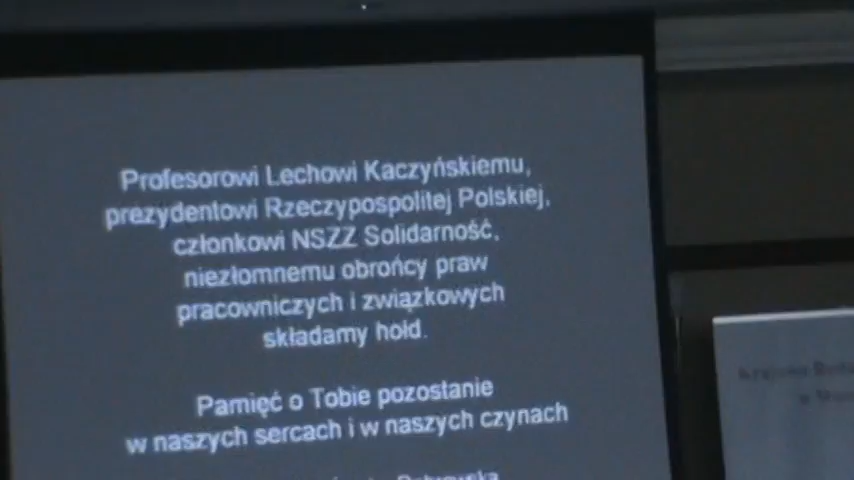 Profesorowi Lechowi Kaczyńskiemu,
prezydentowi Rzeczypospolitej Polskiej,
członkowi NSZZ Solidarność,
niezłomnemu obrońcy praw
pracowniczych i związkowych
składamy hołd.
Pamięć o Tobie pozostanie
w naszych sercach i w naszych czynach